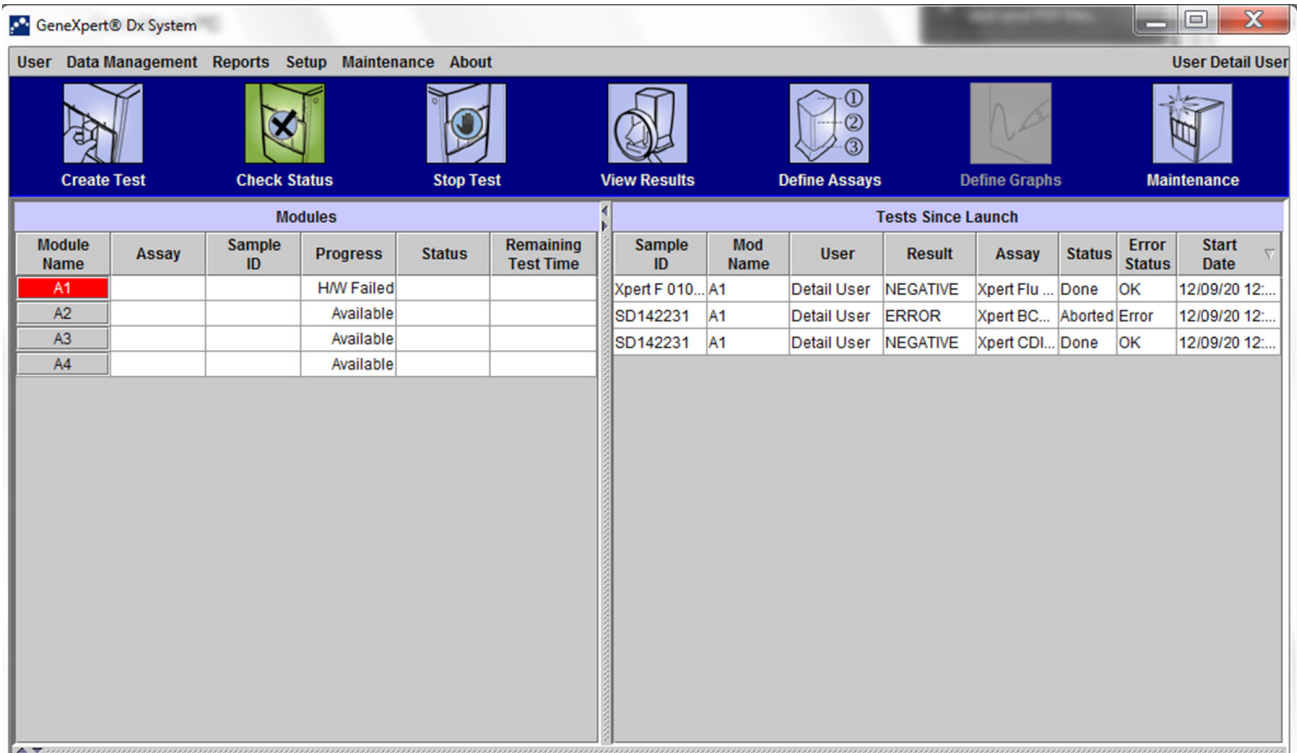 GeneXpert® Dx System
User Data Management Reports Setup Maintenance About User Detail User
Create Test Check Status Stop Test View Results Define Assays Define Graphs Maintenance
① ② ③
Modules
Module Name Assay Sample ID Progress Status Remaining Test Time
A1 H/W Failed
A2 Available
A3 Available
A4 Available
Tests Since Launch
Sample ID Mod Name User Result Assay Status Error Status Start Date
Xpert F 010... A1 Detail User NEGATIVE Xpert Flu ... Done OK 12/09/20 12:...
SD142231 A1 Detail User ERROR Xpert BC... Aborted Error 12/09/20 12:...
SD142231 A1 Detail User NEGATIVE Xpert CDI... Done OK 12/09/20 12:...